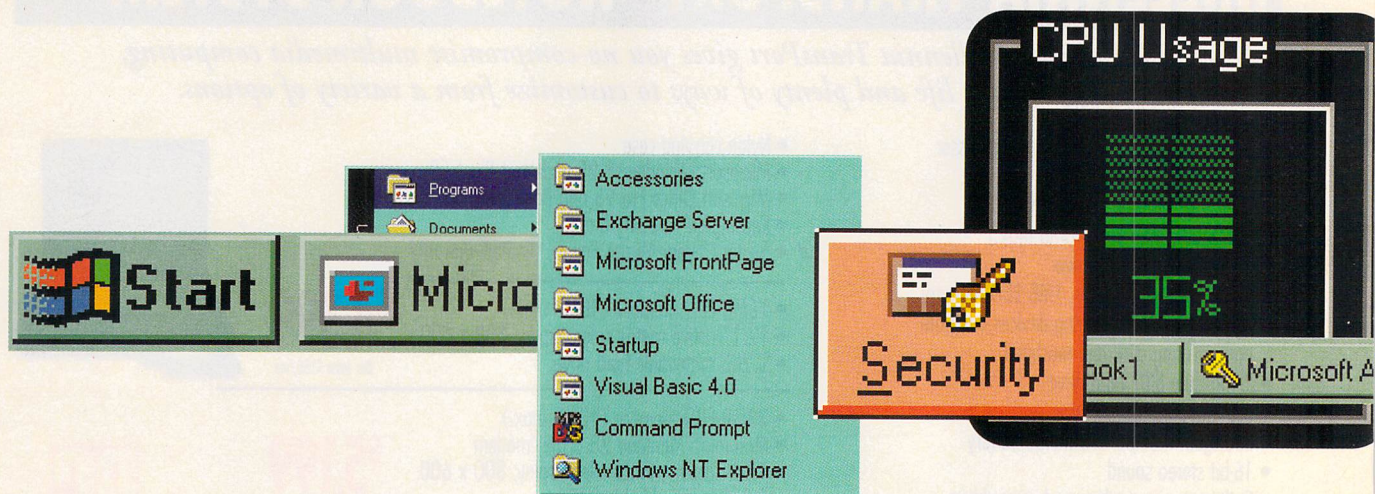 CPU Usage
Programs
Documents
Accessories
Exchange Server
Microsoft FrontPage
Microsoft Office
Startup
Visual Basic 4.0
Command Prompt
Windows NT Explorer
Start
Micro
Security
35%
ook1
Microsoft A